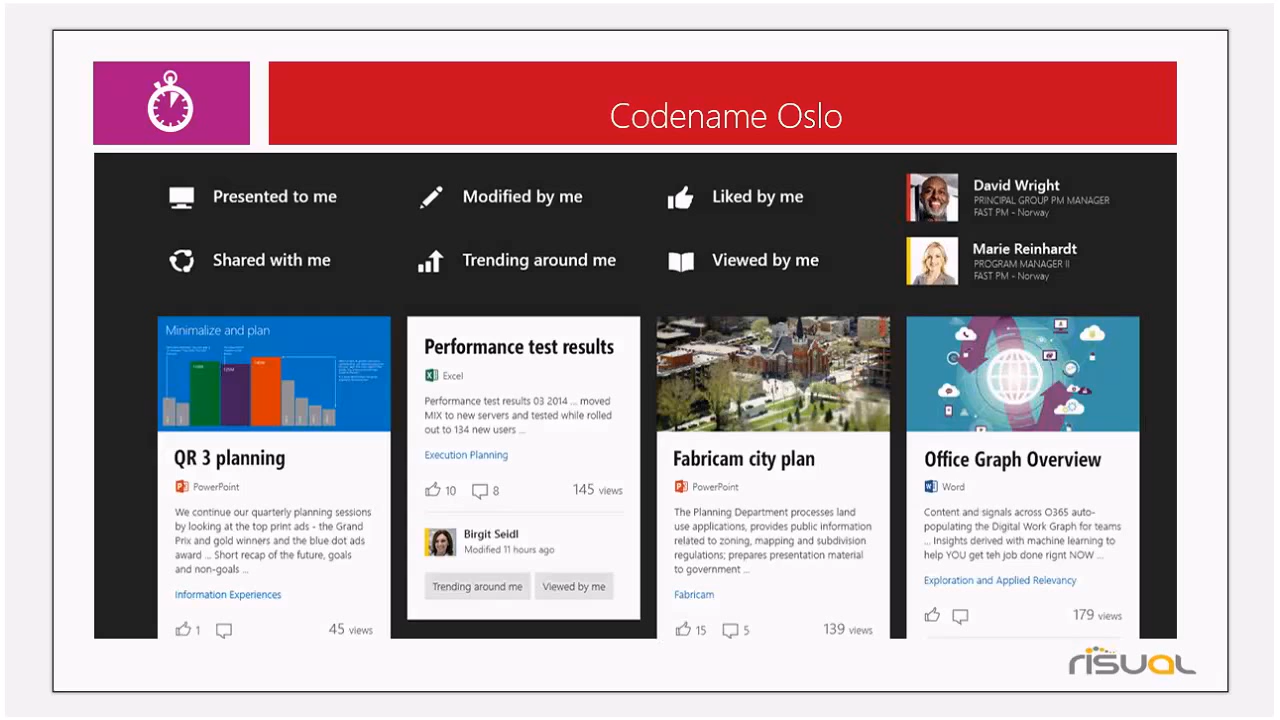 Codename Oslo
Presented to me
Modified by me
Liked by me
David Wright
PRINCIPAL GROUP PM MANAGER
FAST PM - Norway
Shared with me
Trending around me
Viewed by me
Marie Reinhardt
PROGRAM MANAGER II
FAST PM - Norway
Minimalize and plan
QR 3 planning
PowerPoint
We continue our quarterly planning sessions
by looking at the top print ads - the Grand
Prix and gold winners and the blue dot ads
award ... Short recap of the future, goals
and non-goals ...
Information Experiences
1
45 views
Performance test results
Excel
Performance test results 03 2014 ... moved
MIX to new servers and tested while rolled
out to 134 new users ...
Execution Planning
10 8 145 views
Birgit Seidl
Modified 11 hours ago
Trending around me
Viewed by me
Fabricam city plan
PowerPoint
The Planning Department processes land
use applications, provides public information
related to zoning, mapping and subdivision
regulations; prepares presentation material
to government ...
Fabricam
15 5 139 views
Office Graph Overview
Word
Content and signals across O365 auto-
populating the Digital Work Graph for teams
... Insights derived with machine learning to
help YOU get teh job done rignt NOW ...
Exploration and Applied Relevancy
179 views
risual